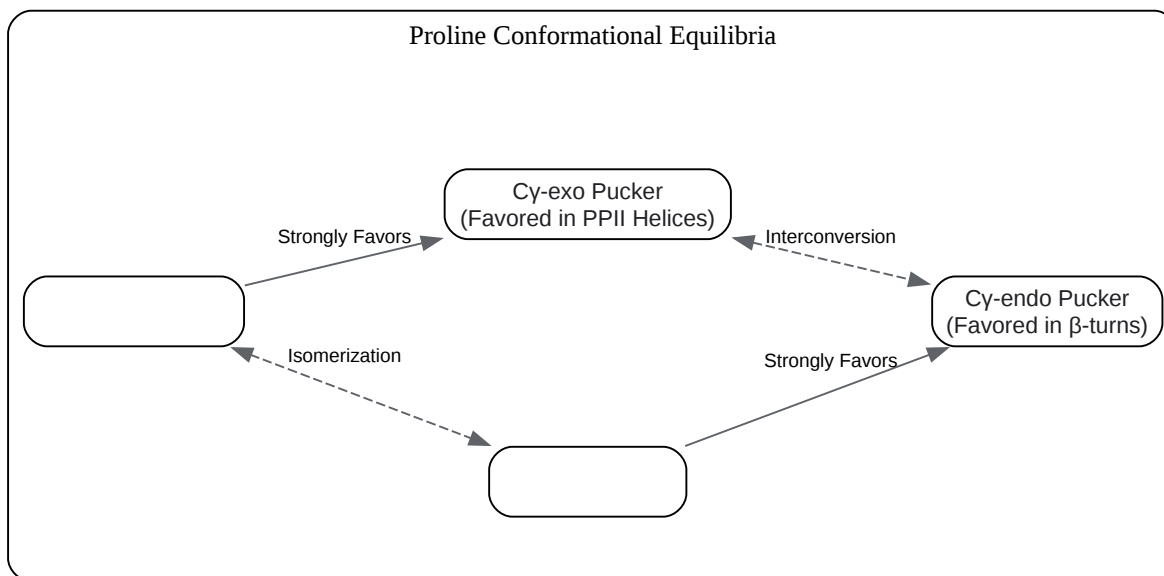 Proline Conformational Equilibria
Cγ-exo Pucker
(Favored in PPII Helices)
Strongly Favors
Interconversion
Cγ-endo Pucker
(Favored in β-turns)
Isomerization
Strongly Favors